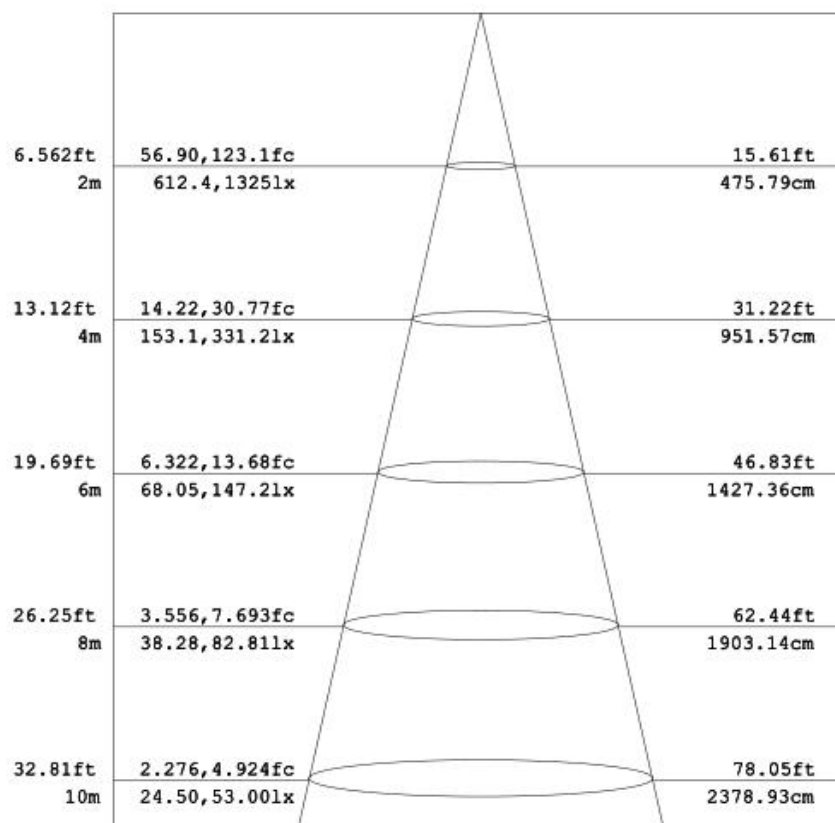 6.562ft 56.90,123.1fc 15.61ft
2m 612.4,1325lx 475.79cm
13.12ft 14.22,30.77fc 31.22ft
4m 153.1,331.2lx 951.57cm
19.69ft 6.322,13.68fc 46.83ft
6m 68.05,147.2lx 1427.36cm
26.25ft 3.556,7.693fc 62.44ft
8m 38.28,82.81lx 1903.14cm
32.81ft 2.276,4.924fc 78.05ft
10m 24.50,53.00lx 2378.93cm